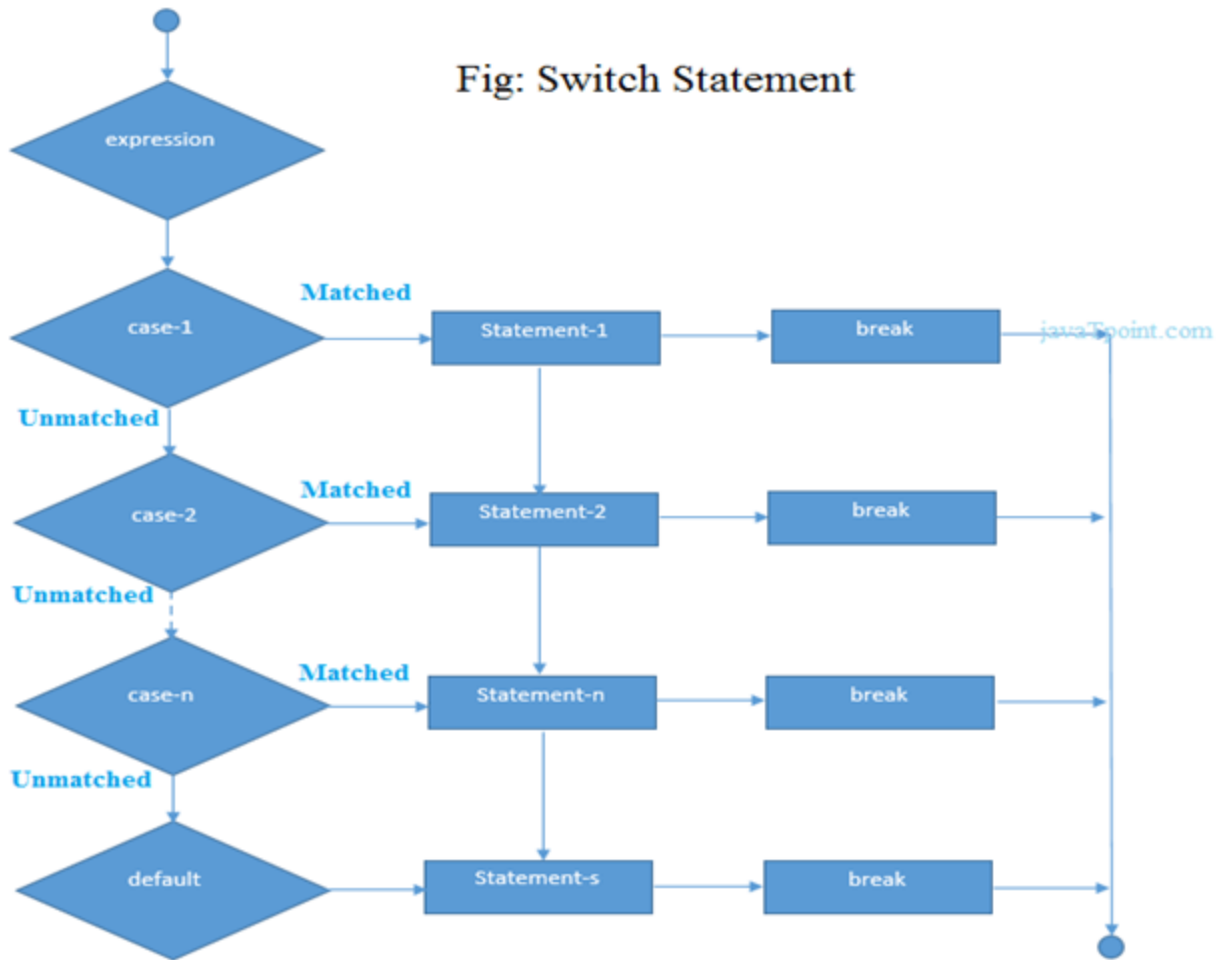 Fig: Switch Statement
expression
case-1
Matched
Statement-1
break
javaTpoint.com
Unmatched
case-2
Matched
Statement-2
break
Unmatched
case-n
Matched
Statement-n
break
Unmatched
default
Statement-s
break